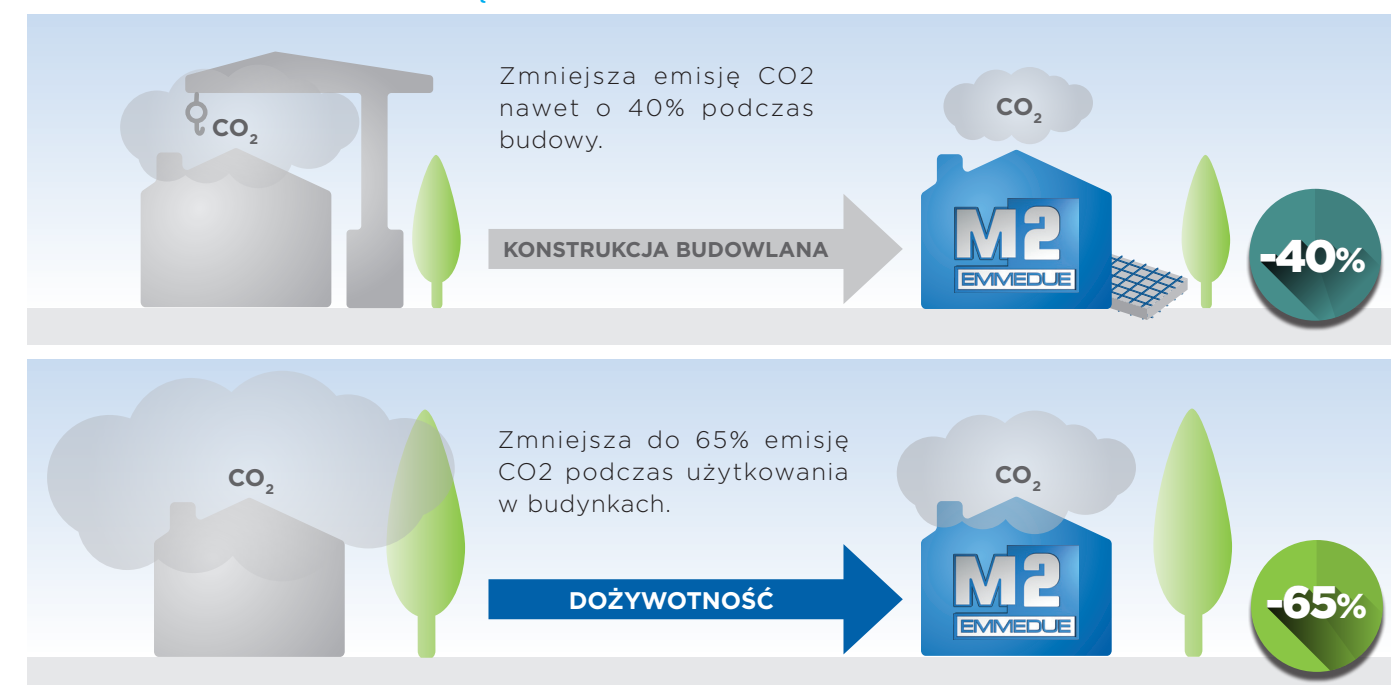 CO₂
Zmniejsza emisję CO2
nawet o 40% podczas
budowy.
KONSTRUKCJA BUDOWLANA
CO₂
M2
EMMEDUE
-40%
CO₂
Zmniejsza do 65% emisję
CO2 podczas użytkowania
w budynkach.
DOŻYWOTNOŚĆ
CO₂
M2
EMMEDUE
-65%